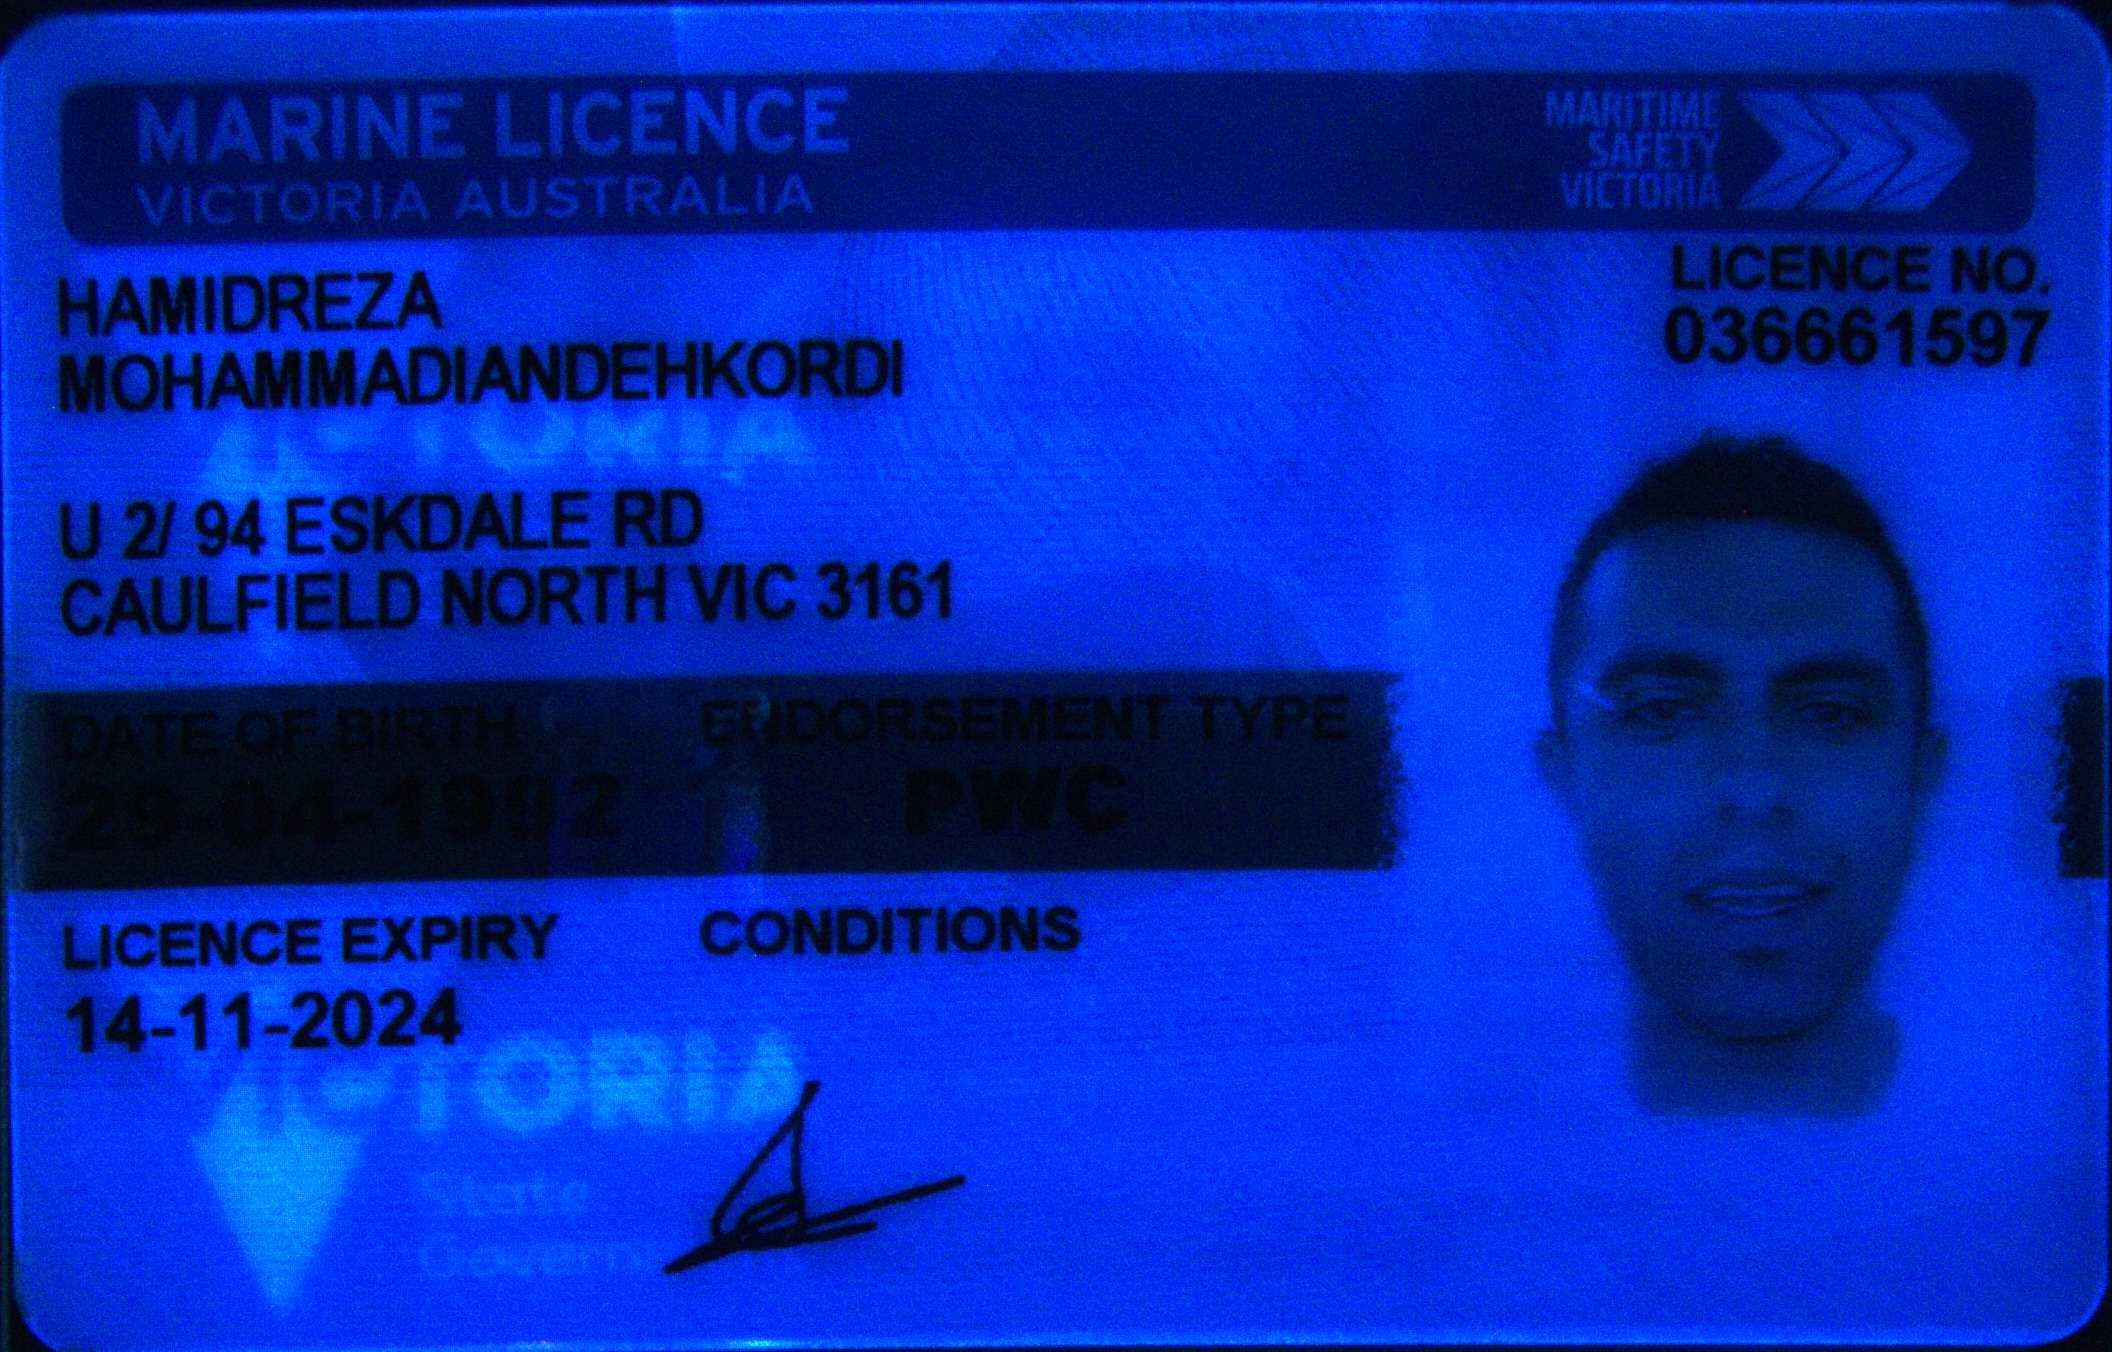 MARINE LICENCE
VICTORIA AUSTRALIA
MARITIME
SAFETY
VICTORIA
LICENCE NO.
036661597
HAMIDREZA
MOHAMMADIANDEHKORDI
VICTORIA
U 2/ 94 ESKDALE RD
CAULFIELD NORTH VIC 3161
DATE OF BIRTH
29-04-1992
ENDORSEMENT TYPE
PWC
LICENCE EXPIRY
14-11-2024
CONDITIONS
VICTORIA
State
Govern